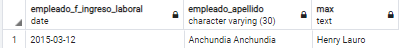 empleado_f_ingreso_laboral empleado_apellido max
date character varying (30) text
1 2015-03-12 Anchundia Anchundia Henry Lauro